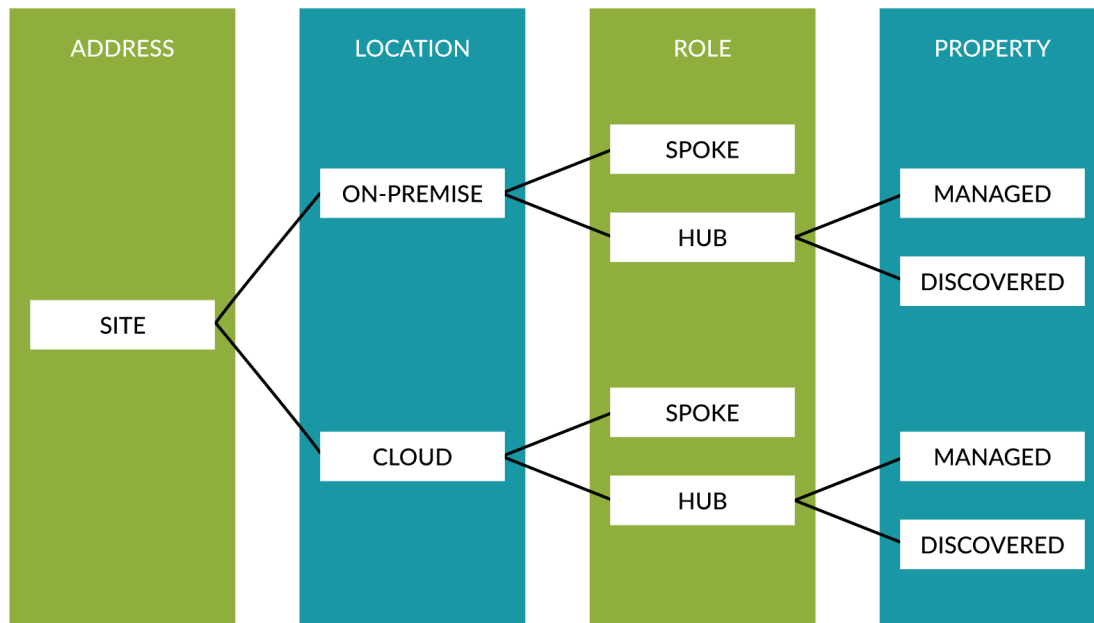 ADDRESS
LOCATION
ROLE
PROPERTY
SITE
ON-PREMISE
CLOUD
SPOKE
HUB
SPOKE
HUB
MANAGED
DISCOVERED
MANAGED
DISCOVERED